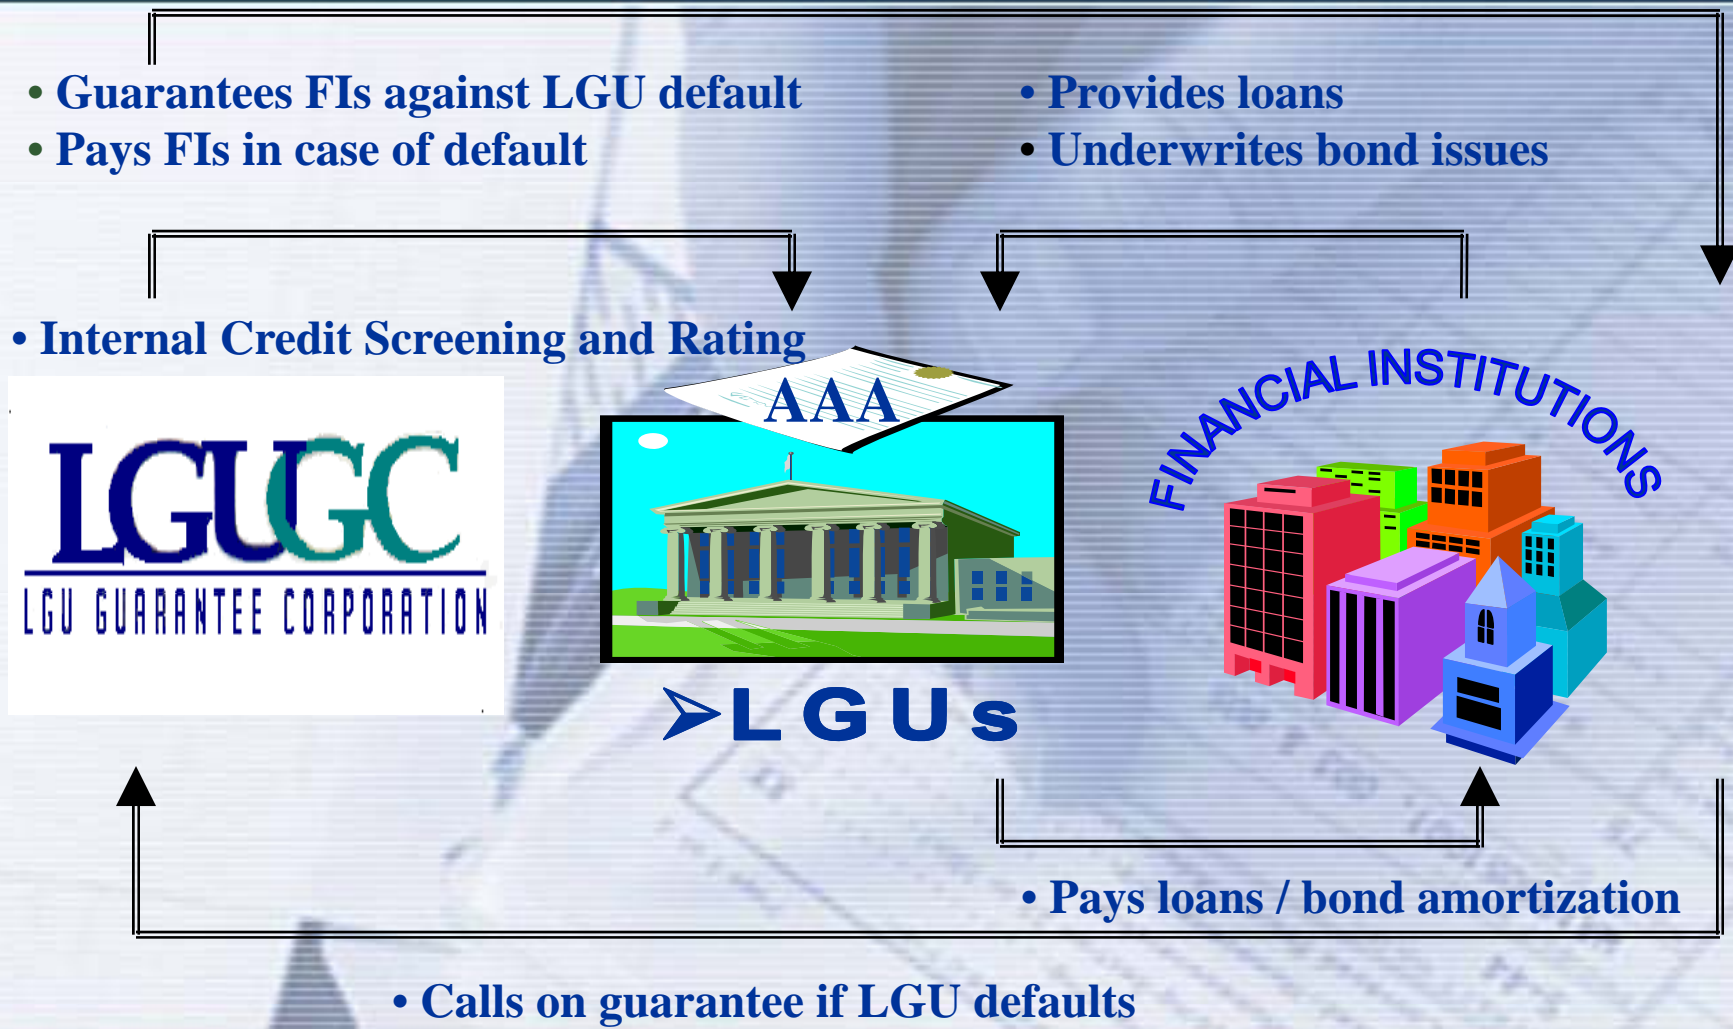 • Guarantees FIs against LGU default
• Pays FIs in case of default
• Provides loans
• Underwrites bond issues
• Internal Credit Screening and Rating
LGUGC
LGU GUARANTEE CORPORATION
AAA
➢LGUs
FINANCIAL INSTITUTIONS
• Pays loans / bond amortization
• Calls on guarantee if LGU defaults